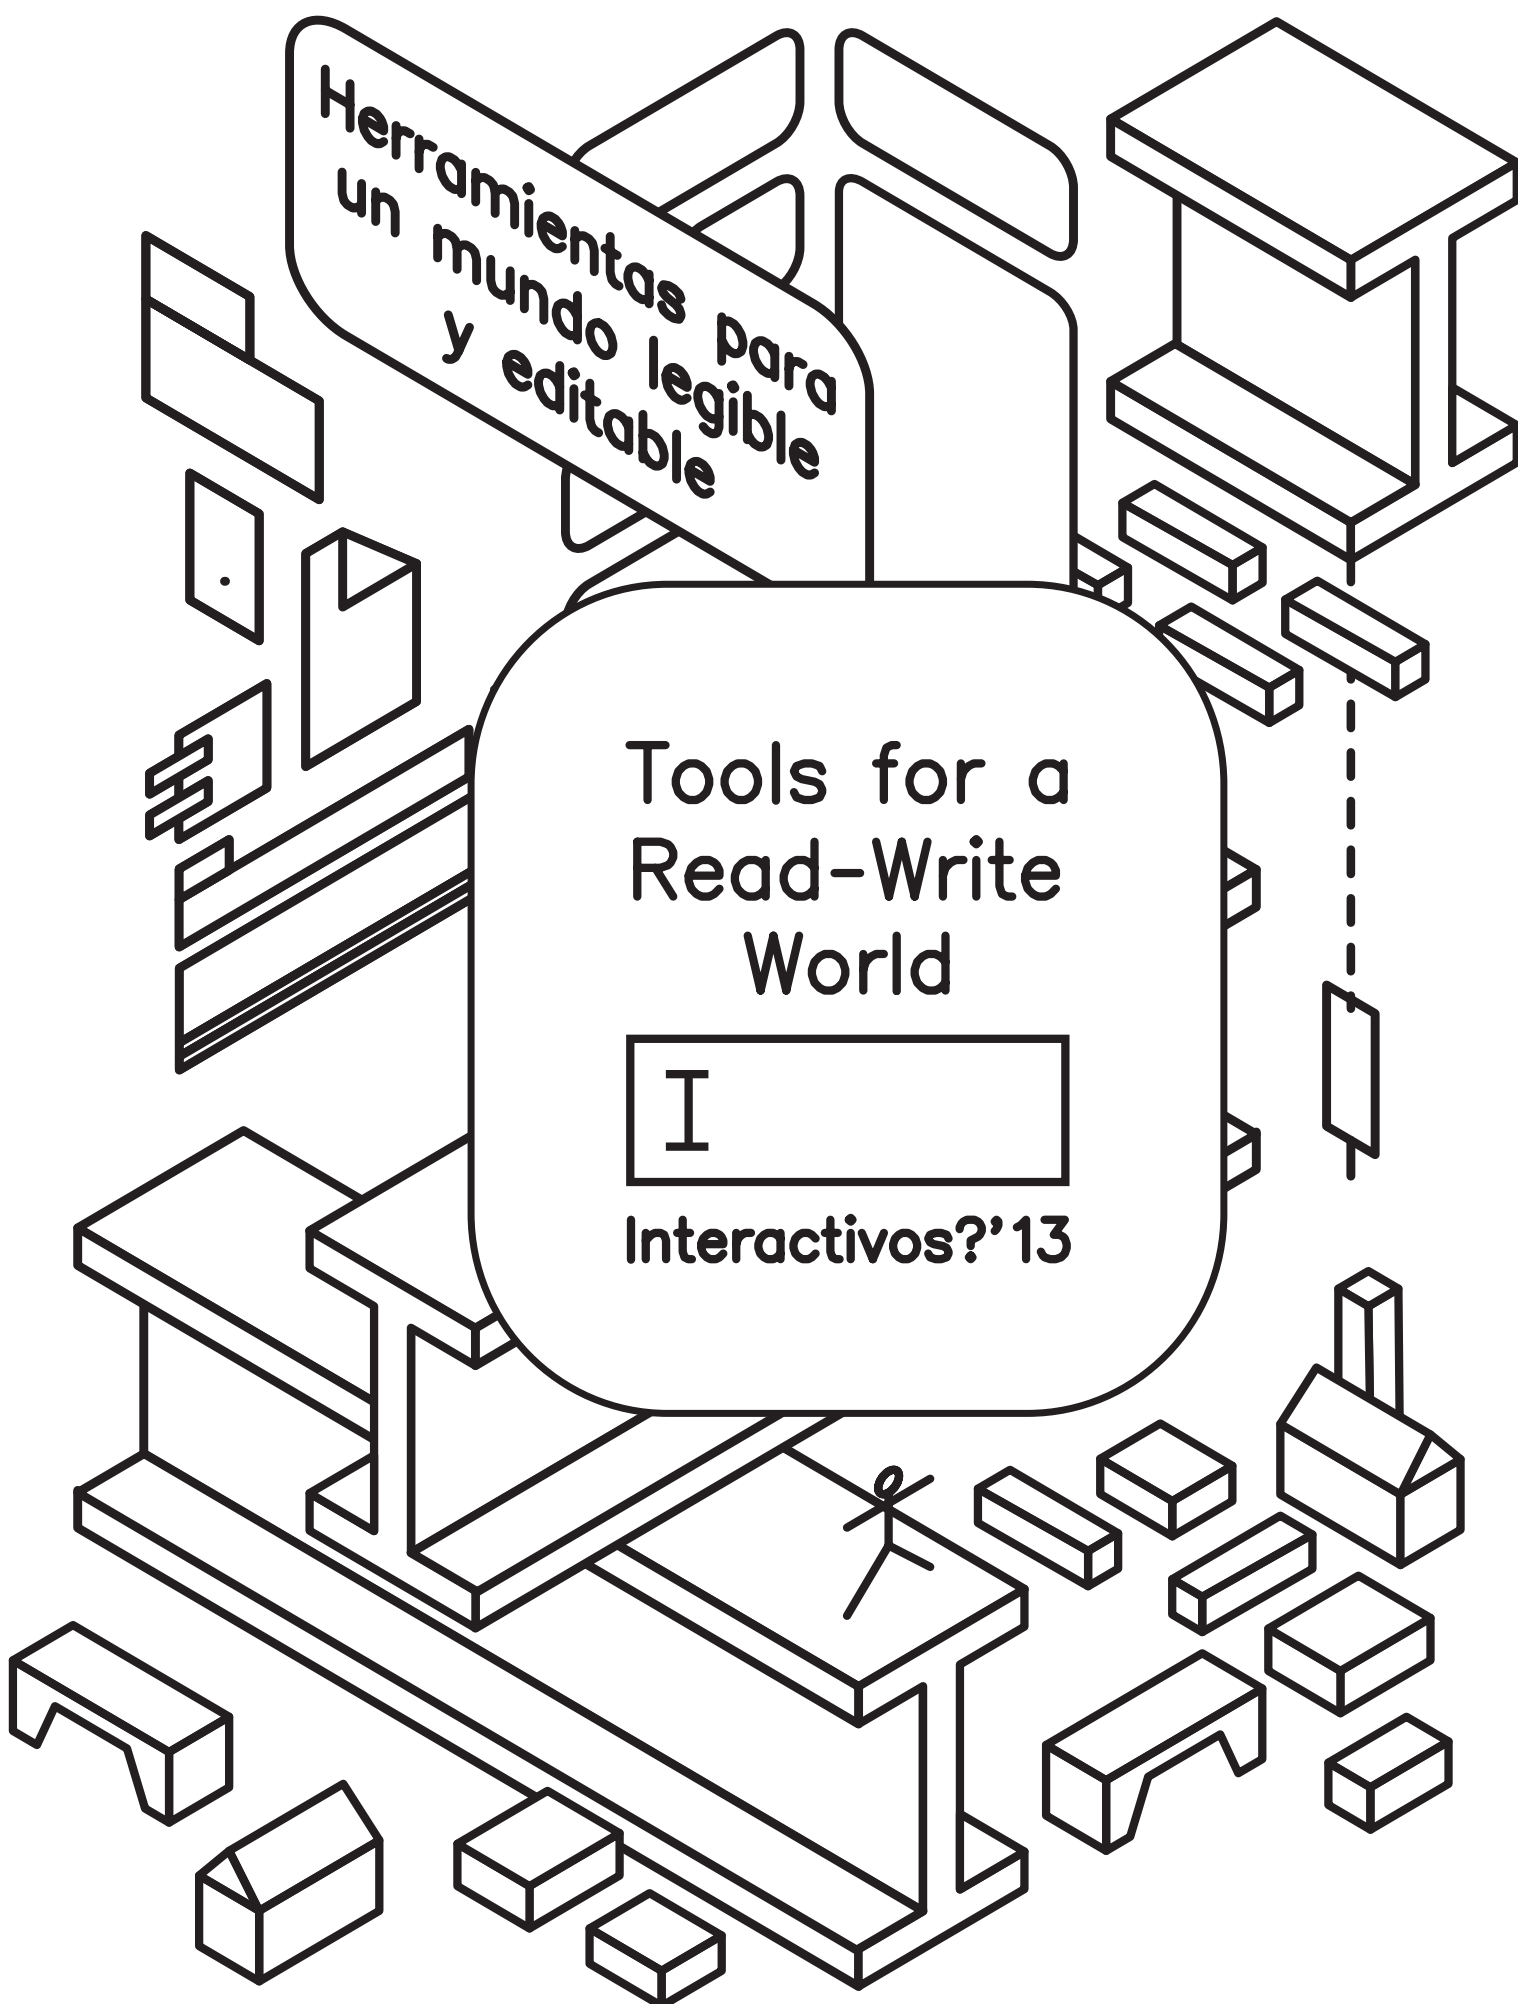 Herramientas para
un mundo legible
y editable
Tools for a
Read-Write
World
Interactivos?'13